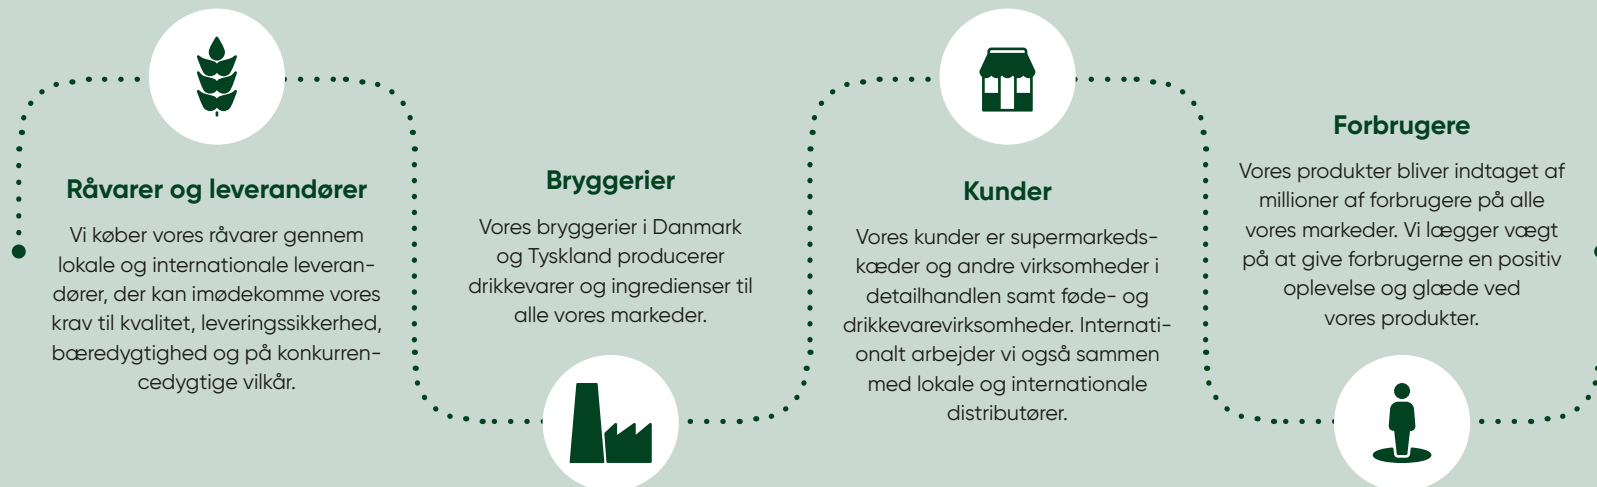 Råvarer og leverandører
Vi køber vores råvarer gennem
lokale og internationale leveran-
dører, der kan imødekomme vores
krav til kvalitet, leveringssikkerhed,
bæredygtighed og på konkurren-
cedygtige vilkår.
Bryggerier
Vores bryggerier i Danmark
og Tyskland producerer
drikkevarer og ingredienser til
alle vores markeder.
Kunder
Vores kunder er supermarkeds-
kæder og andre virksomheder i
detailhandlen samt føde- og
drikkevarevirksomheder. Internati-
onalt arbejder vi også sammen
med lokale og internationale
distributører.
Forbrugere
Vores produkter bliver indtaget af
millioner af forbrugere på alle
vores markeder. Vi lægger vægt
på at give forbrugerne en positiv
oplevelse og glæde ved
vores produkter.